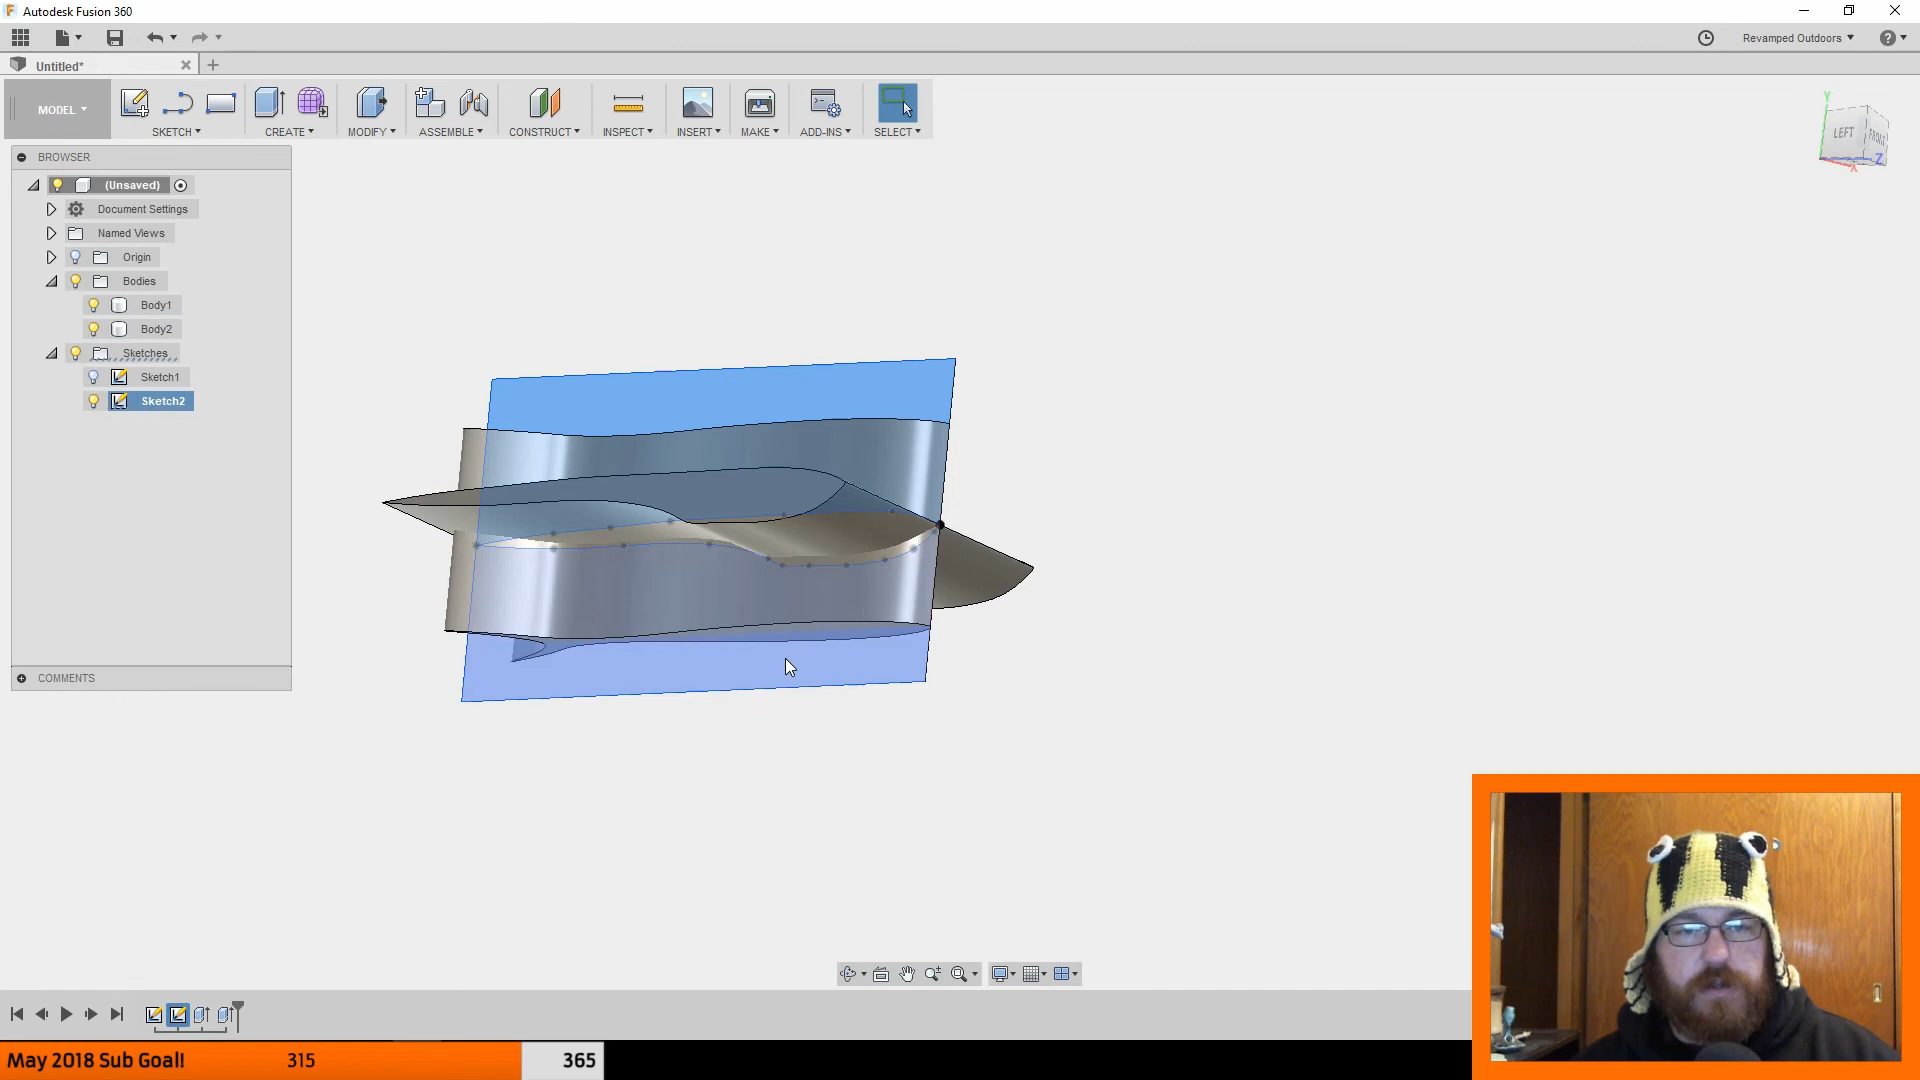 Autodesk Fusion 360
Revamped Outdoors
Untitled*
MODEL
SKETCH
CREATE
MODIFY
ASSEMBLE
CONSTRUCT
INSPECT
INSERT
MAKE
ADD-INS
SELECT
Y
LEFT
FRONT
Z
X
BROWSER
(Unsaved)
Document Settings
Named Views
Origin
Bodies
Body1
Body2
Sketches
Sketch1
Sketch2
COMMENTS
May 2018 Sub Goal! 315 365